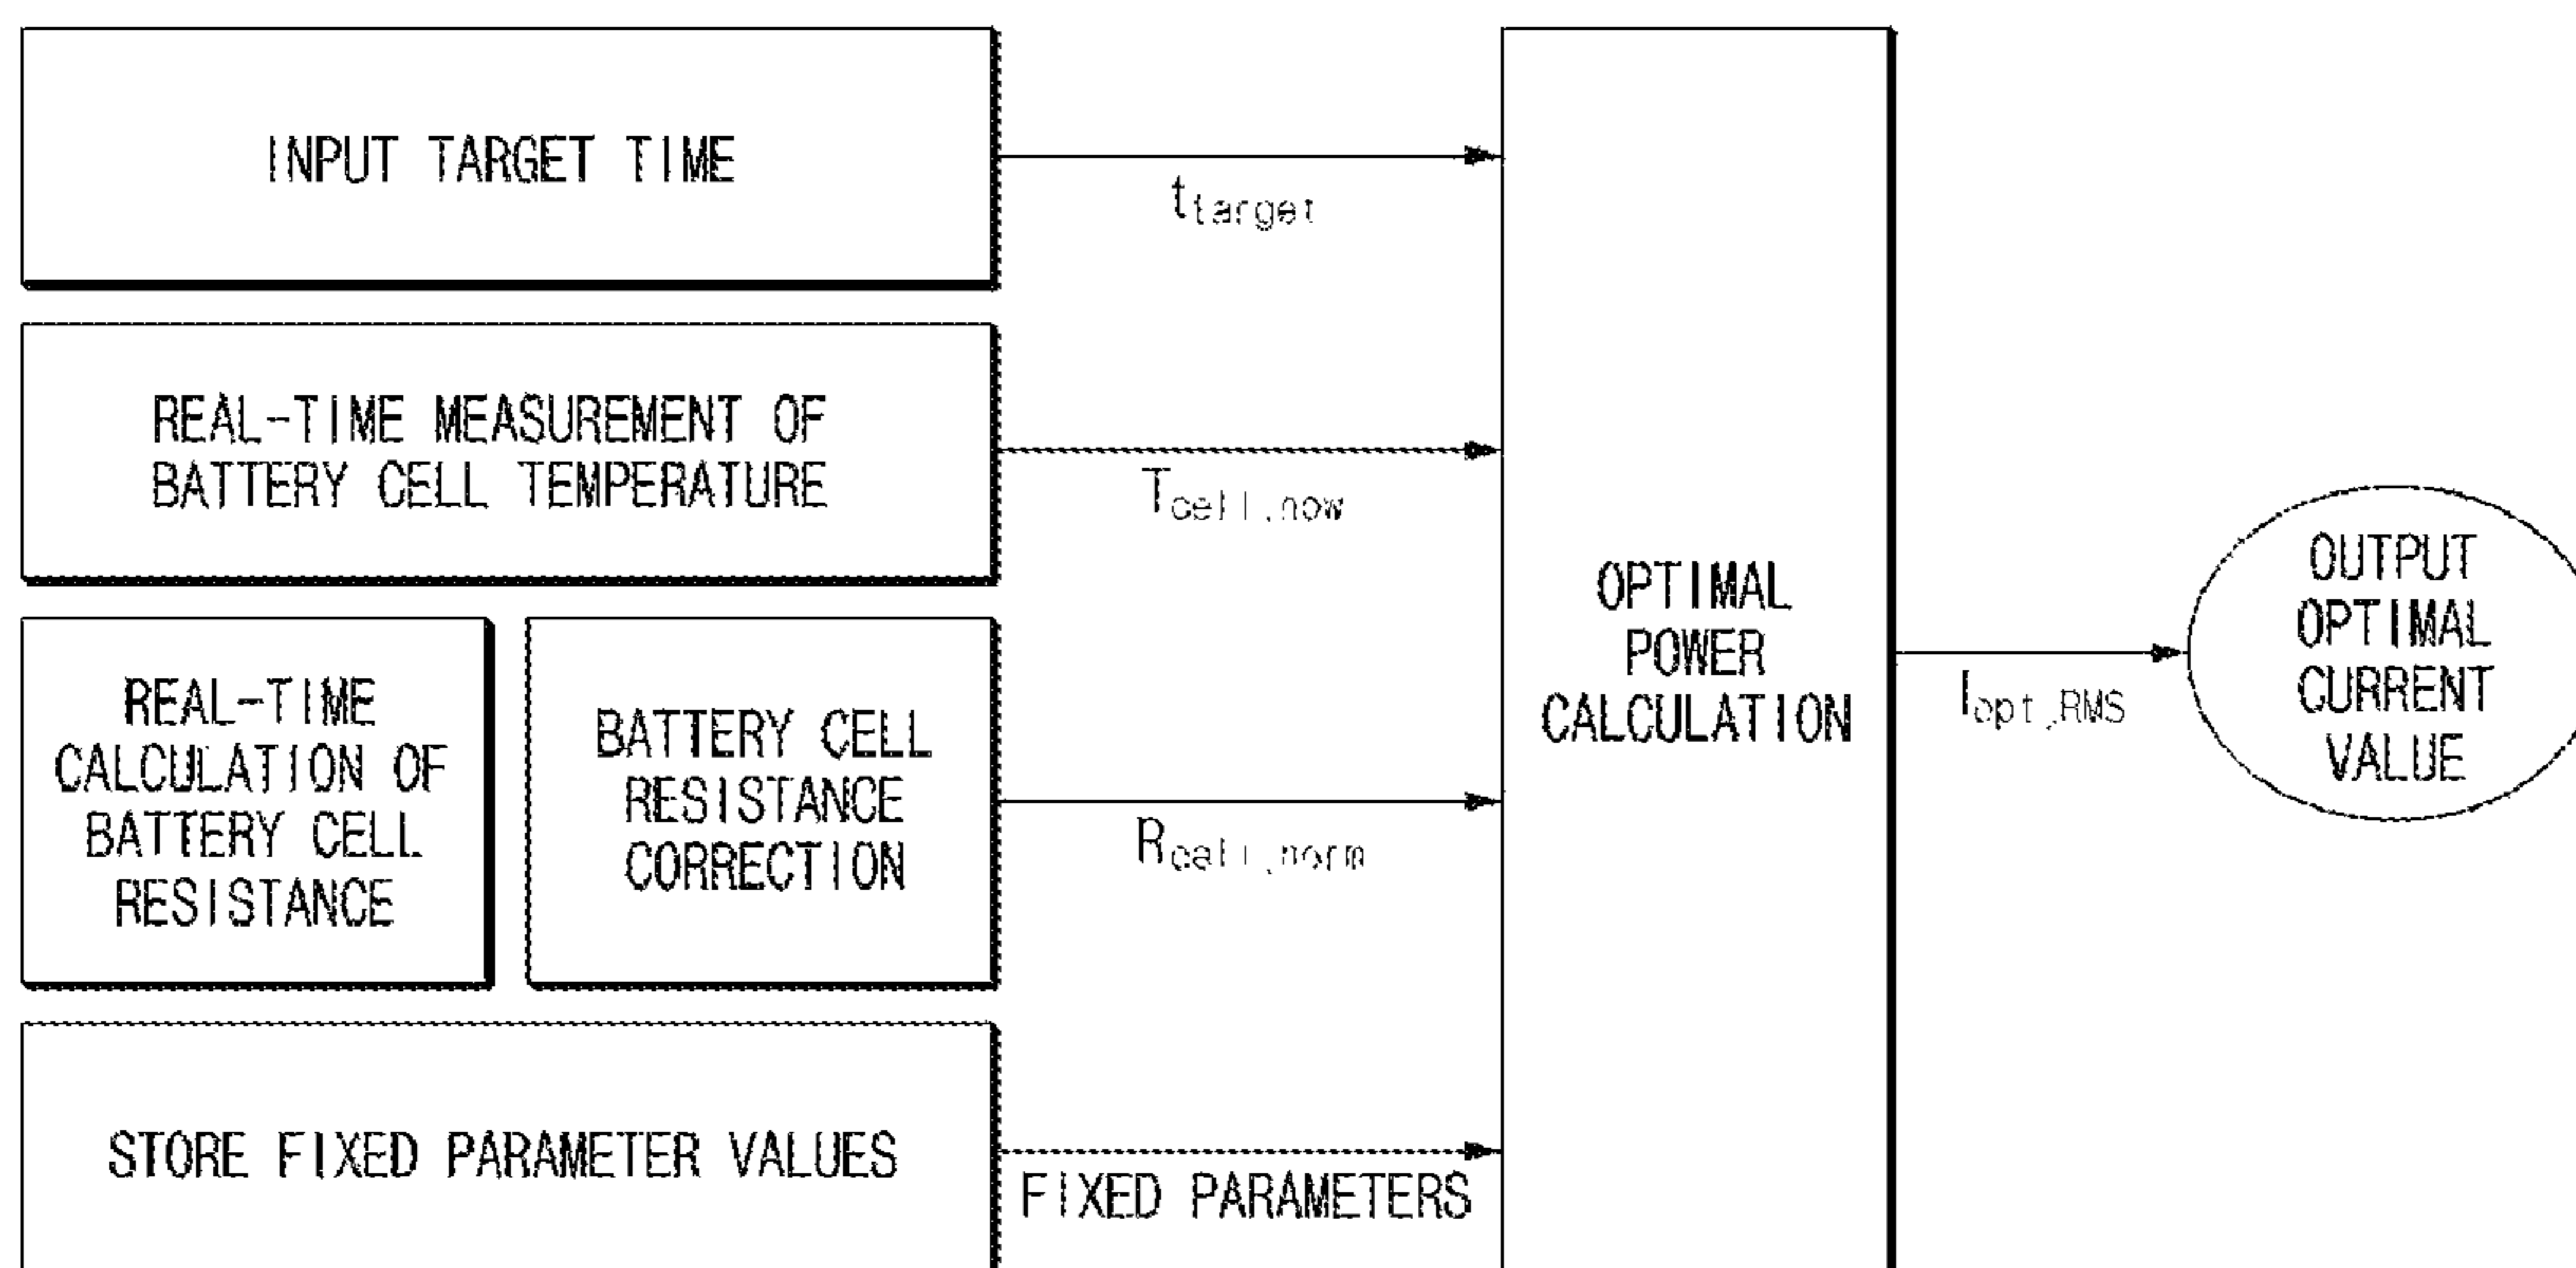 INPUT TARGET TIME
t_target
REAL-TIME MEASUREMENT OF
BATTERY CELL TEMPERATURE
T_cell,now
REAL-TIME
CALCULATION OF
BATTERY CELL
RESISTANCE
BATTERY CELL
RESISTANCE
CORRECTION
R_cell,norm
STORE FIXED PARAMETER VALUES
FIXED PARAMETERS
OPTIMAL
POWER
CALCULATION
I_opt,RMS
OUTPUT
OPTIMAL
CURRENT
VALUE